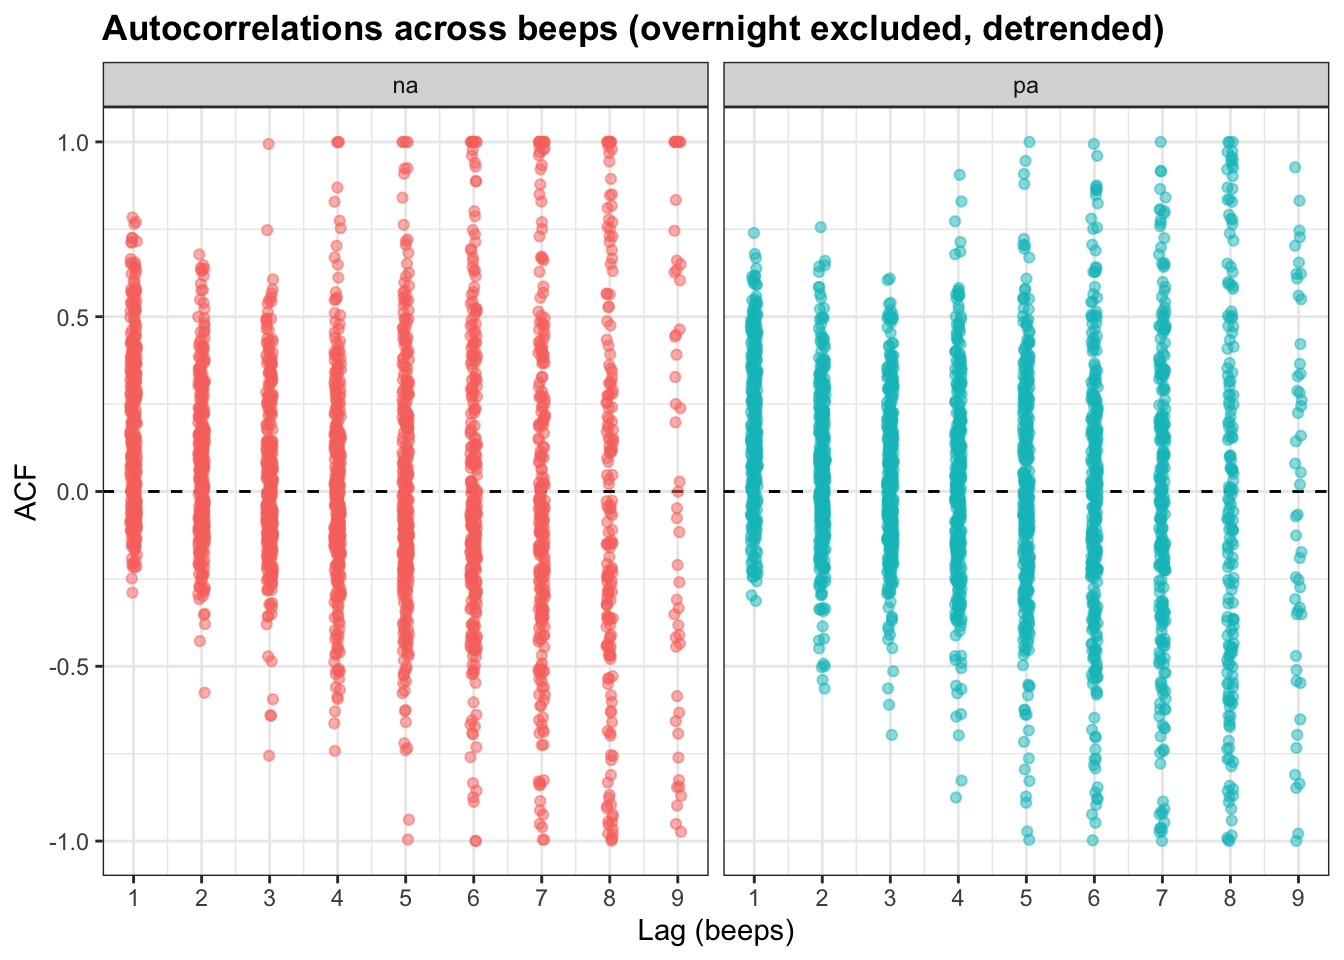 Autocorrelations across beeps (overnight excluded, detrended)
na
pa
1.0
0.5
0.0
-0.5
-1.0
ACF
1 2 3 4 5 6 7 8 9
1 2 3 4 5 6 7 8 9
Lag (beeps)